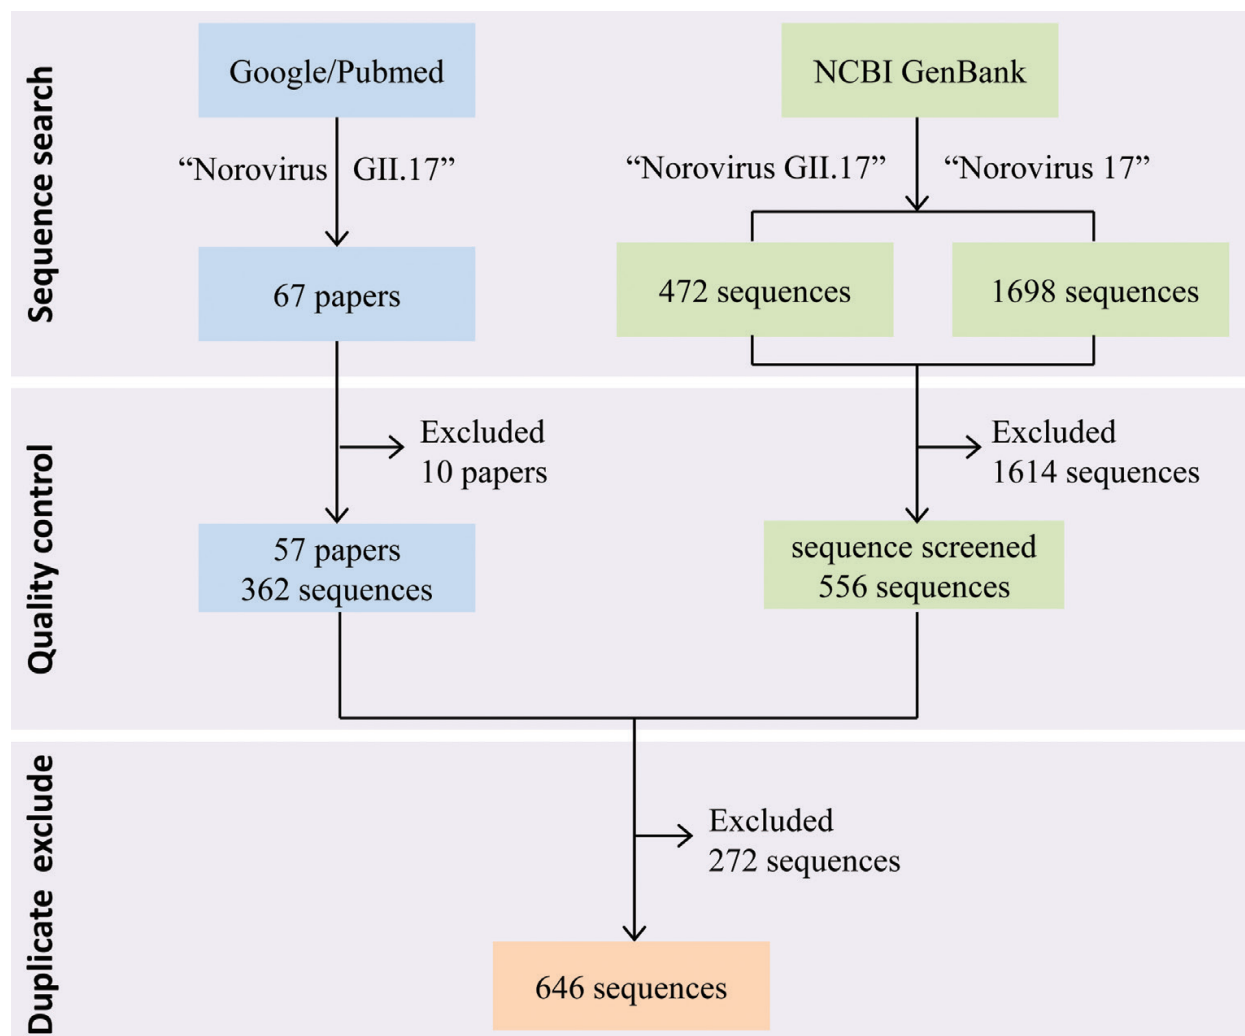 Sequence search
Google/Pubmed
NCBI GenBank
“Norovirus GII.17”
“Norovirus GII.17”
“Norovirus 17”
67 papers
472 sequences
1698 sequences
Quality control
Excluded
10 papers
Excluded
1614 sequences
57 papers
362 sequences
sequence screened
556 sequences
Duplicate exclude
Excluded
272 sequences
646 sequences